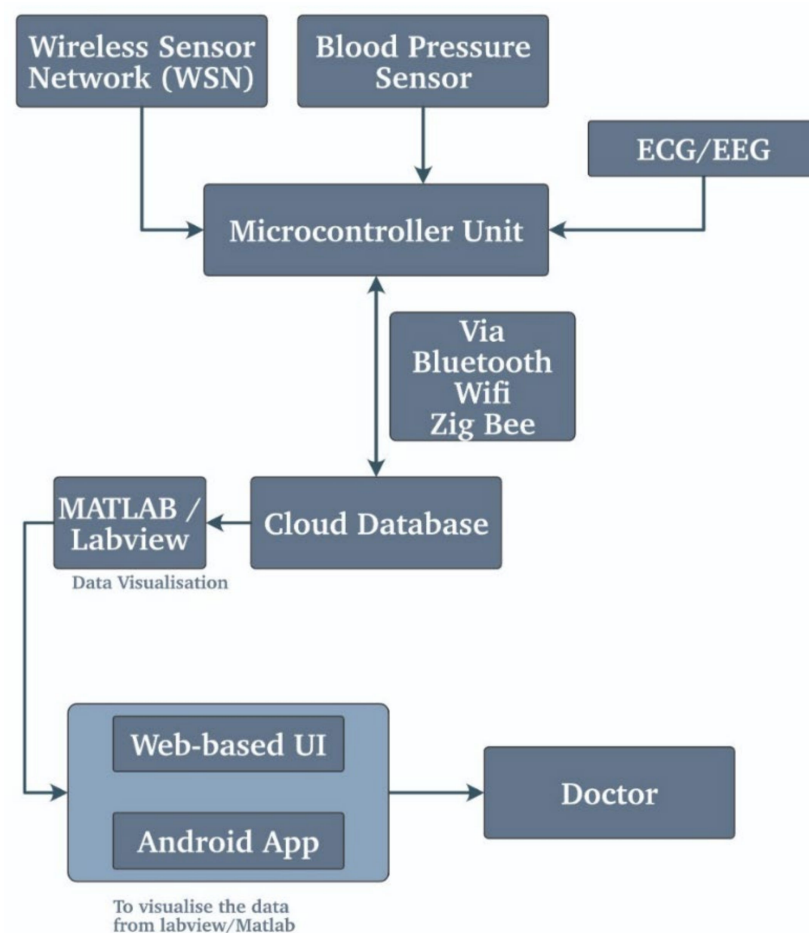 Wireless Sensor
Network (WSN)
Blood Pressure
Sensor
ECG/EEG
Microcontroller Unit
Via
Bluetooth
Wifi
Zig Bee
MATLAB /
Labview
Cloud Database
Data Visualisation
Web-based UI
Android App
Doctor
To visualise the data
from labview/Matlab